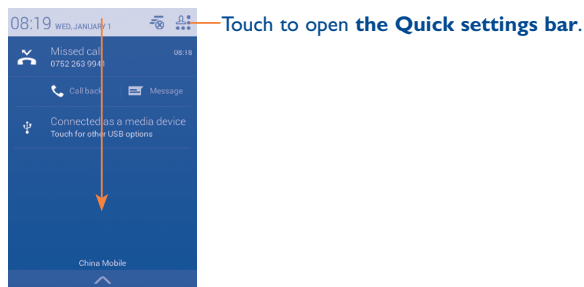 08:19 WED, JANUARY 1
Touch to open the Quick settings bar.
Missed call 08:18
0752 263 9941
Call back Message
Connected as a media device
Touch for other USB options
China Mobile